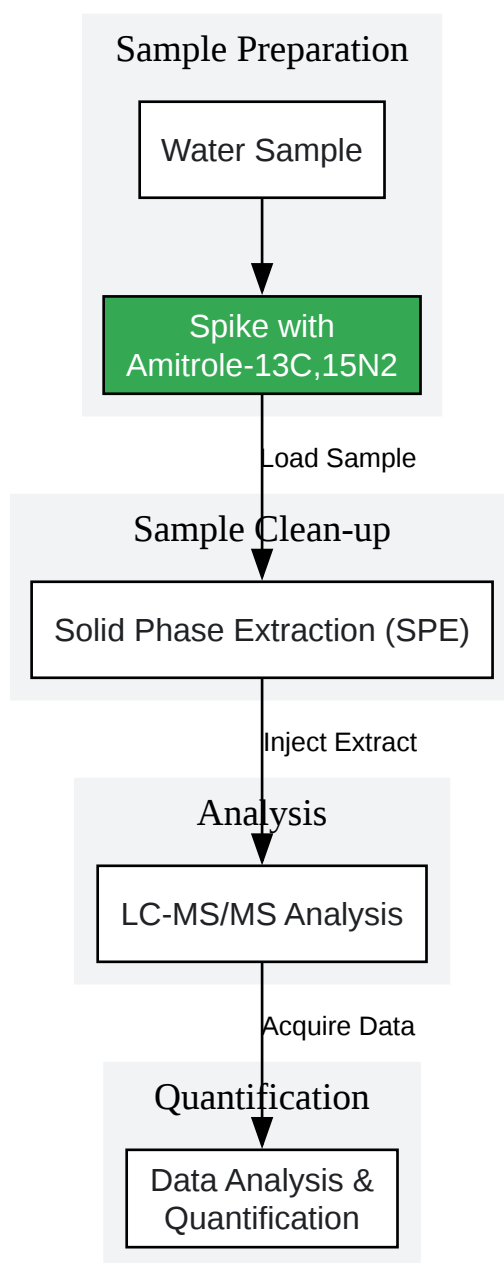 Sample Preparation
Water Sample
Spike with
Amitrole-13C,15N2
Load Sample
Sample Clean-up
Solid Phase Extraction (SPE)
Inject Extract
Analysis
LC-MS/MS Analysis
Acquire Data
Quantification
Data Analysis &
Quantification